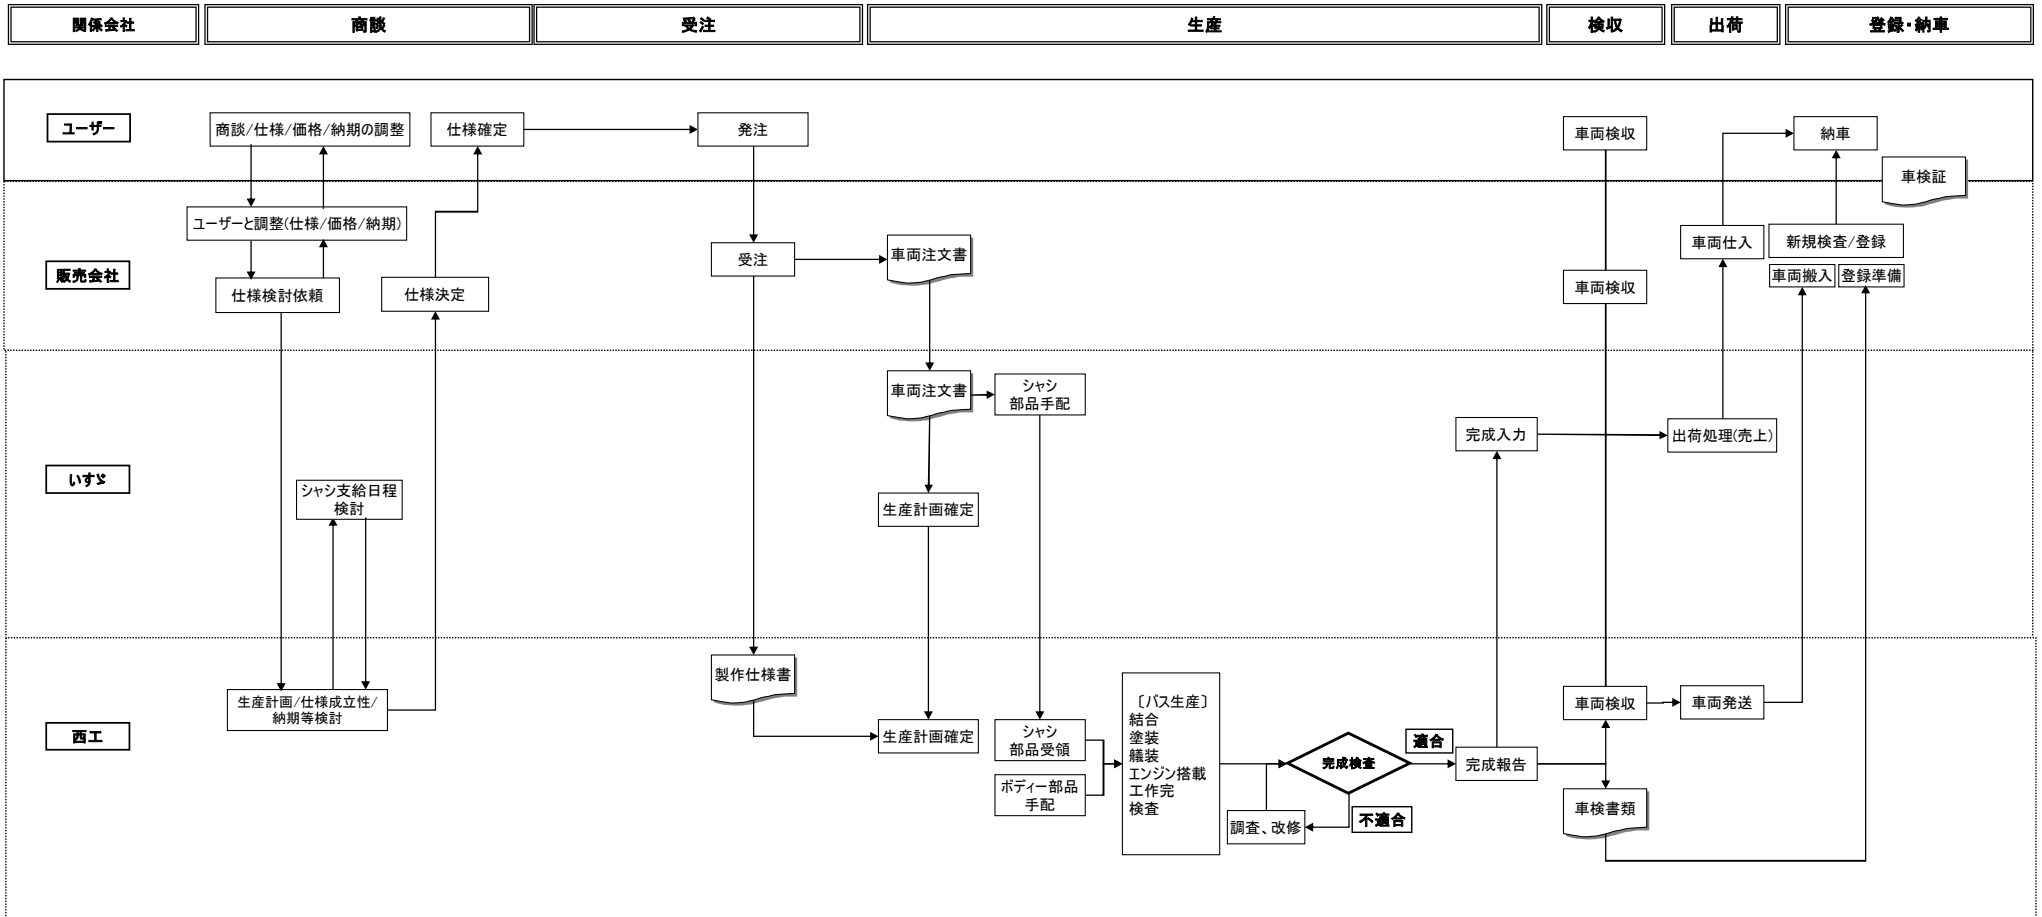 関係会社
商談
受注
生産
検収
出荷
登録・納車
ユーザー
商談/仕様/価格/納期の調整
仕様確定
発注
車両検収
納車
車検証
販売会社
ユーザーと調整(仕様/価格/納期)
仕様検討依頼
仕様決定
受注
車両注文書
車両検収
車両仕入
新規検査/登録
車両搬入
登録準備
いすゞ
シャシ支給日程
検討
車両注文書
シャシ
部品手配
生産計画確定
完成入力
出荷処理(売上)
西工
生産計画/仕様成立性/
納期等検討
製作仕様書
生産計画確定
シャシ
部品受領
ボディー部品
手配
〔バス生産〕
結合
塗装
艤装
エンジン搭載
工作完
検査
完成検査
適合
不適合
調査、改修
完成報告
車両検収
車両発送
車検書類